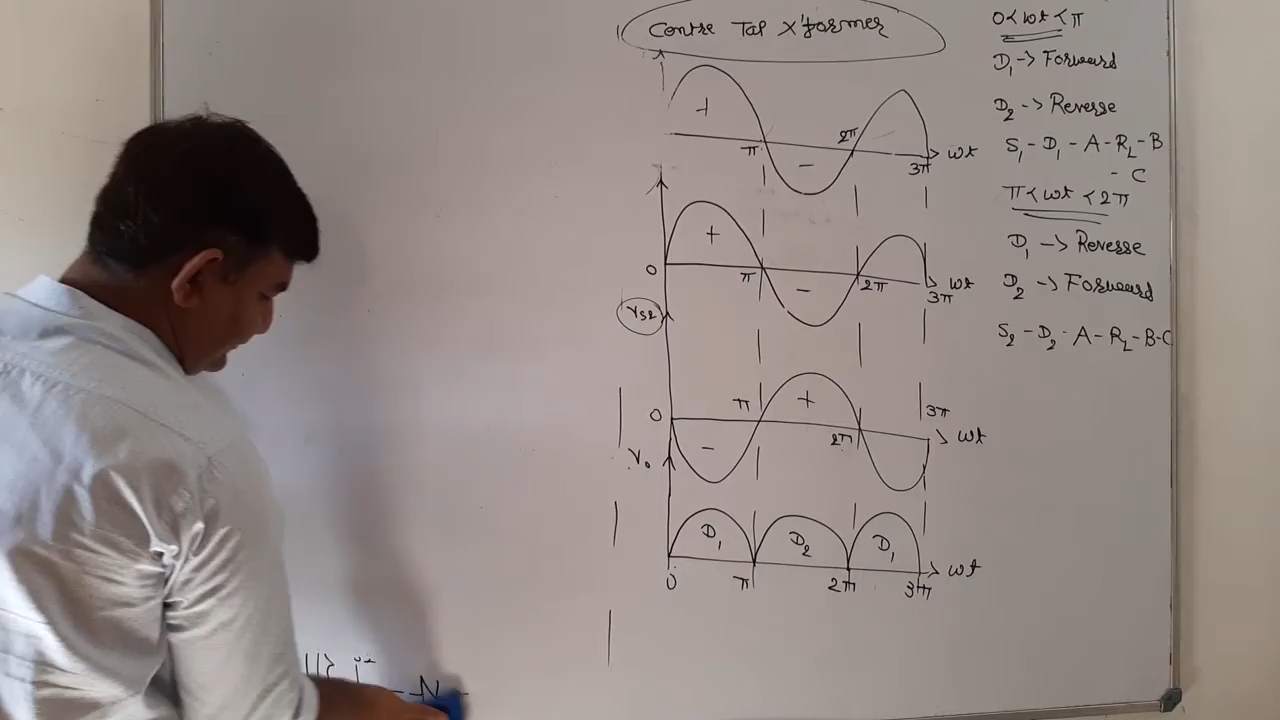 Centre Tap X'former
+
-
π
2π
3π
ωt
+
-
0
π
2π
3π
ωt
VS2
0
π
+
-
2π
3π
ωt
Vo
D1
D2
D1
0
π
2π
3π
ωt
0<ωt<π
D1 -> Forward
D2 -> Reverse
S1 - D1 - A - RL - B
- C
π<ωt<2π
D1 -> Reverse
D2 -> Forward
S2 - D2 - A - RL - B-C
N